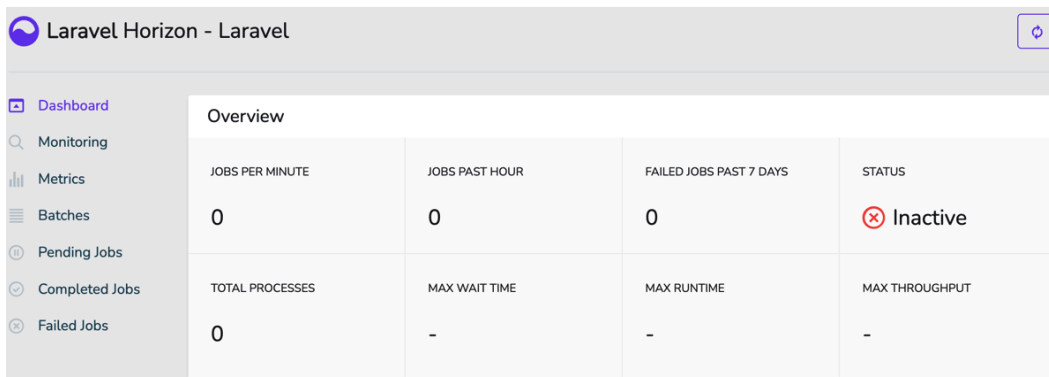 Laravel Horizon - Laravel
Dashboard
Monitoring
Metrics
Batches
Pending Jobs
Completed Jobs
Failed Jobs
Overview
JOBS PER MINUTE
0
JOBS PAST HOUR
0
FAILED JOBS PAST 7 DAYS
0
STATUS
Inactive
TOTAL PROCESSES
0
MAX WAIT TIME
-
MAX RUNTIME
-
MAX THROUGHPUT
-